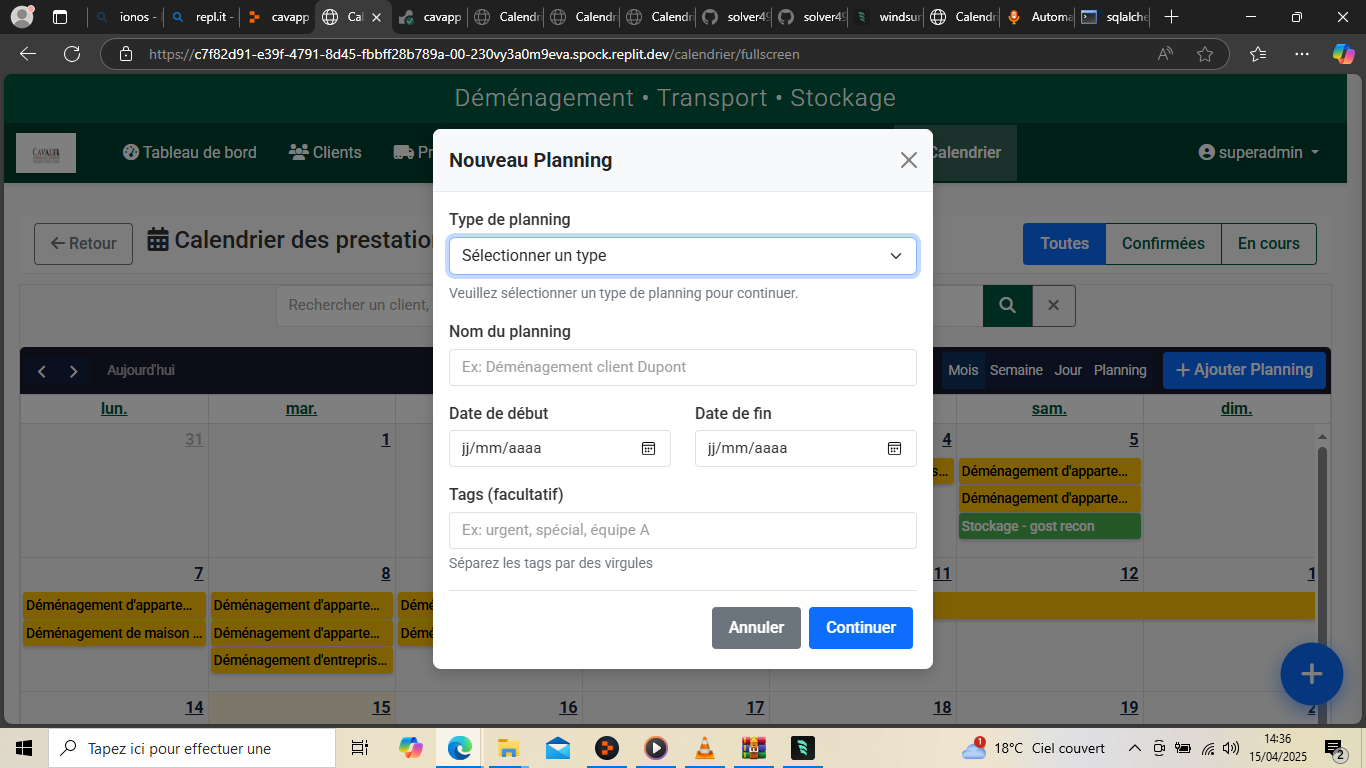 ionos -
repl.it -
cavapp
Cal
cavapp
Calendr
Calendr
Calendr
solver49
solver49
windsur
Calendr
Automa
sqlalche
https://c7f82d91-e39f-4791-8d45-fbbff28b789a-00-230vy3a0m9eva.spock.replit.dev/calendrier/fullscreen
Déménagement • Transport • Stockage
CAVALIER
Tableau de bord
Clients
Pr
Calendrier
superadmin
Nouveau Planning
Type de planning
Sélectionner un type
Veuillez sélectionner un type de planning pour continuer.
Nom du planning
Ex: Déménagement client Dupont
Date de début
Date de fin
jj/mm/aaaa
jj/mm/aaaa
Tags (facultatif)
Ex: urgent, spécial, équipe A
Séparez les tags par des virgules
Annuler
Continuer
Retour
Calendrier des prestatio
Toutes
Confirmées
En cours
Rechercher un client,
Aujourd'hui
Mois
Semaine
Jour
Planning
+ Ajouter Planning
lun.
mar.
sam.
dim.
31
1
4
5
s...
Déménagement d'apparte...
Déménagement d'apparte...
Stockage - gost recon
7
8
11
12
1
Déménagement d'apparte...
Déménagement d'apparte...
Démé
Déménagement de maison ...
Déménagement d'apparte...
Démé
Déménagement d'entrepris...
14
15
16
17
18
19
2
Tapez ici pour effectuer une
1
18°C Ciel couvert
14:36
15/04/2025
2